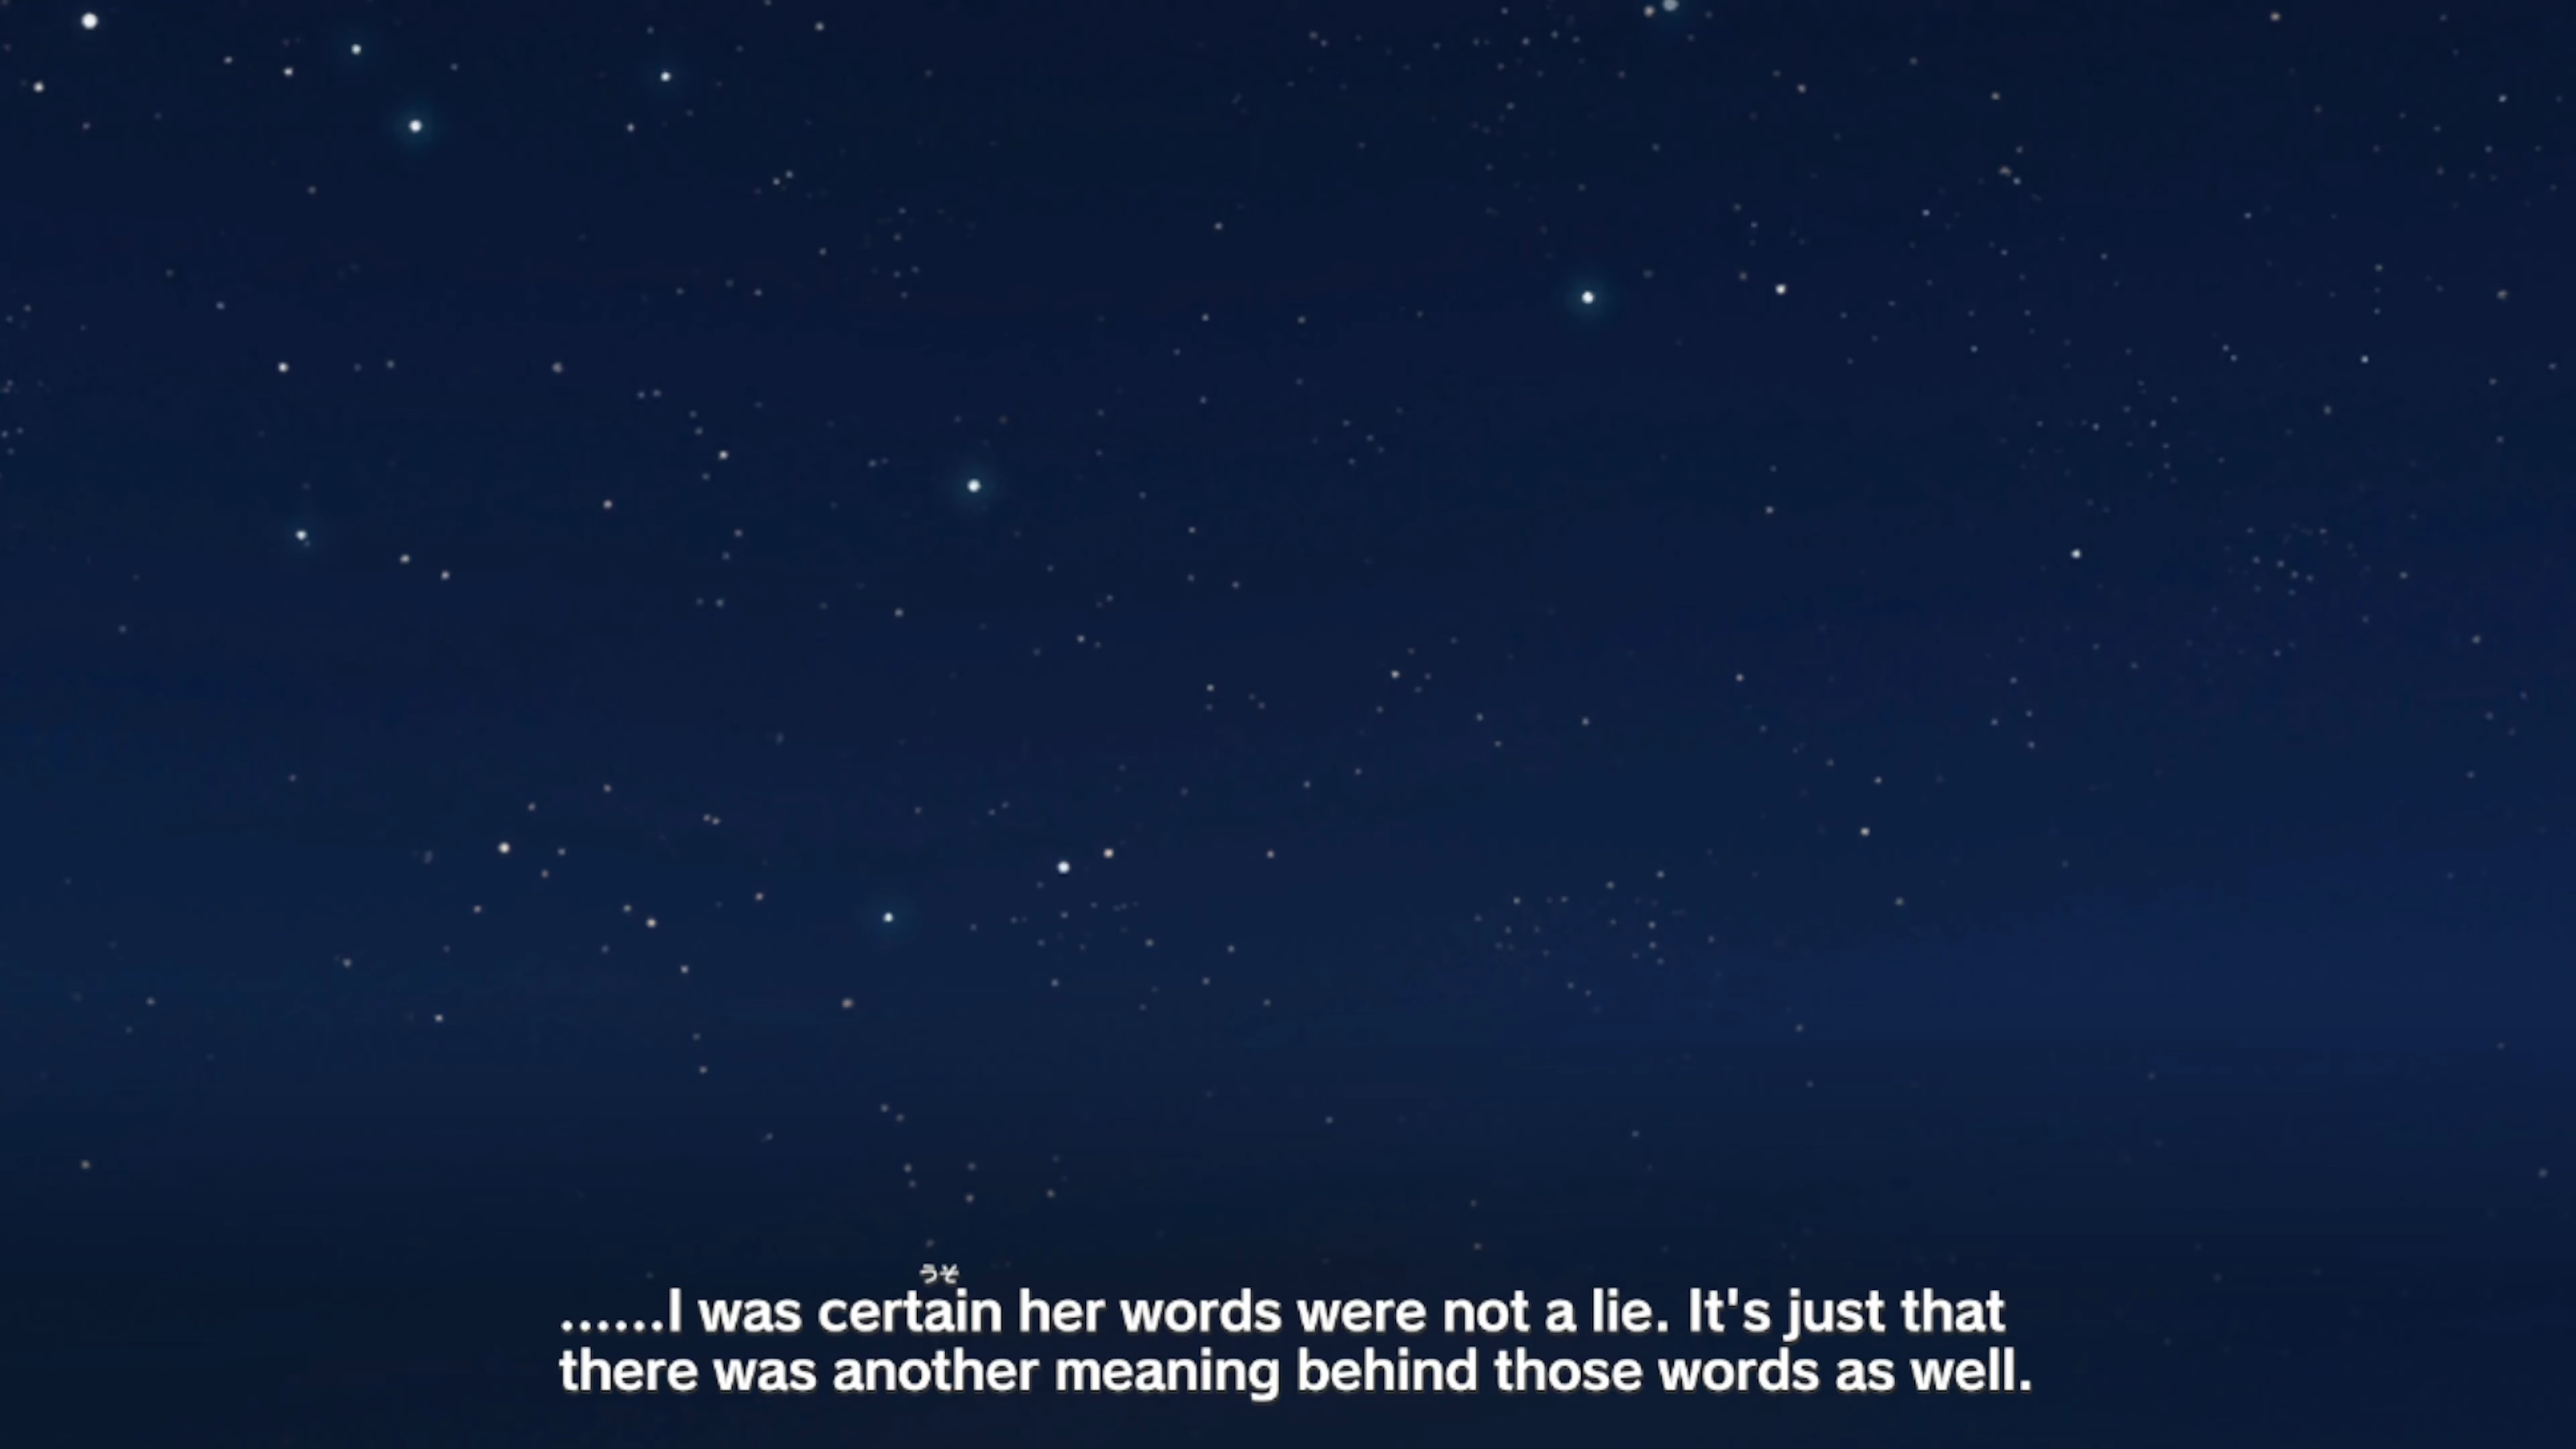 うそ
......I was certain her words were not a lie. It's just that
there was another meaning behind those words as well.